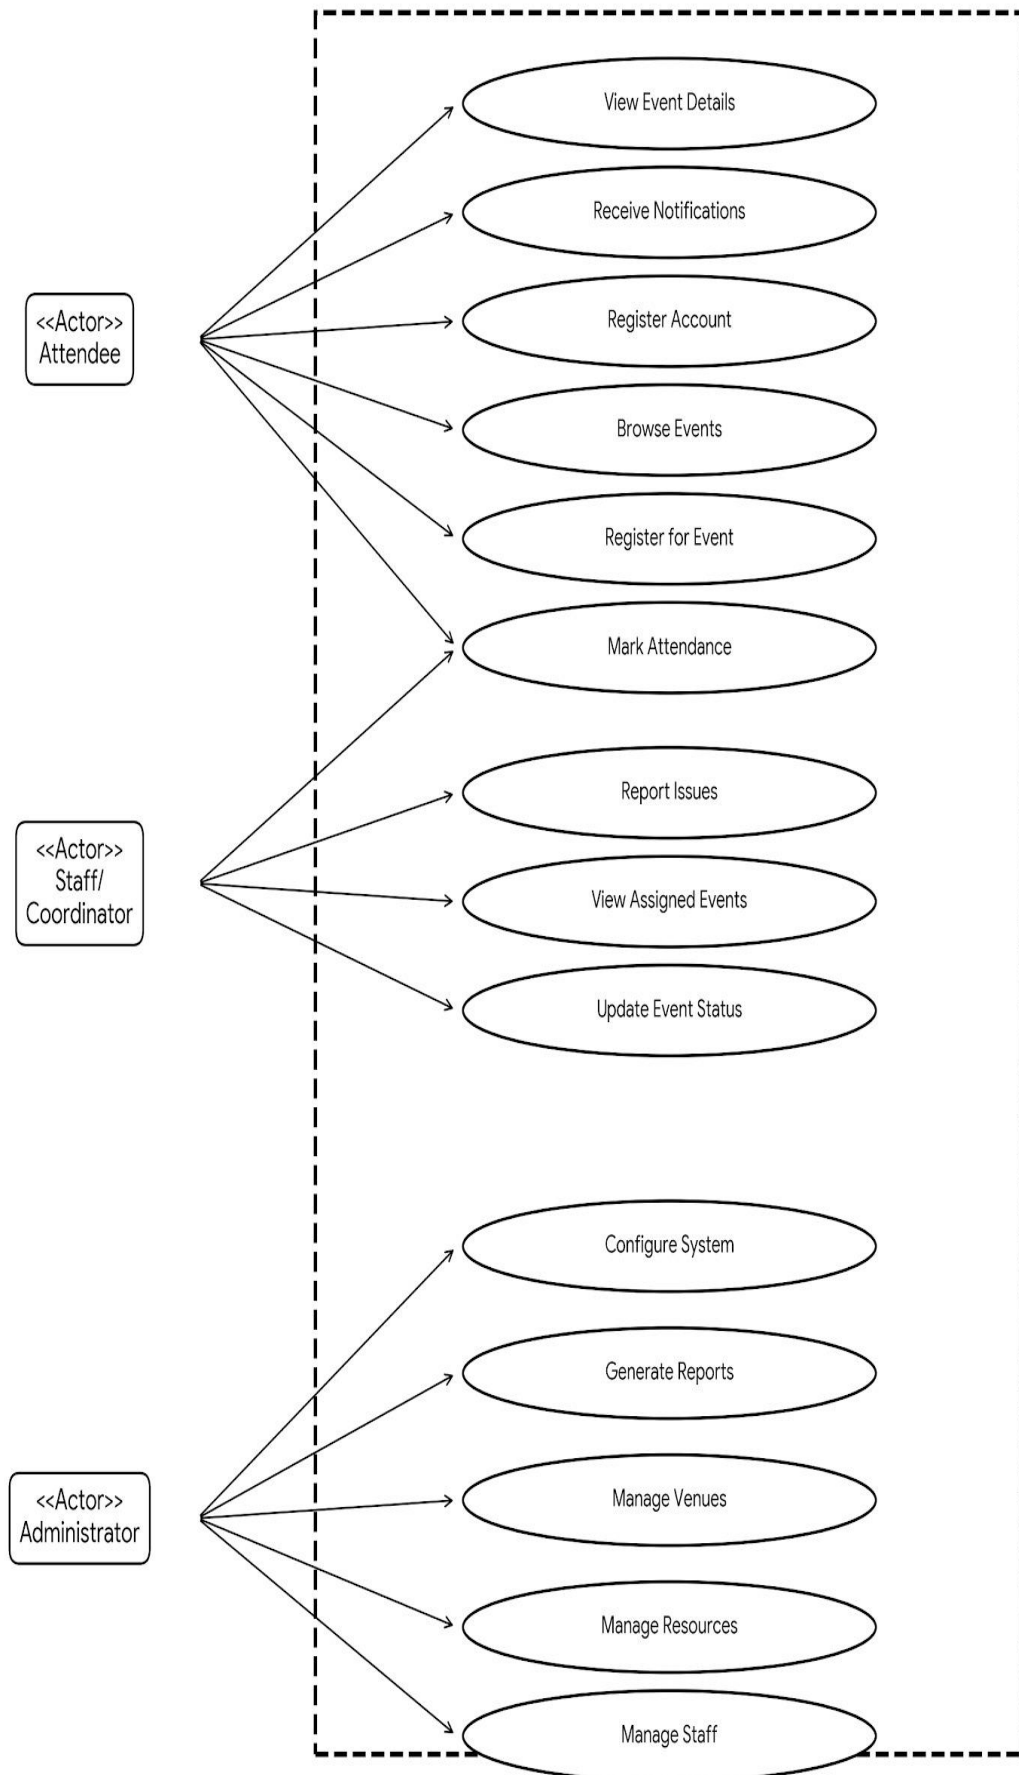 View Event Details
Receive Notifications
<<Actor>>
Attendee
Register Account
Browse Events
Register for Event
Mark Attendance
Report Issues
<<Actor>>
Staff/
Coordinator
View Assigned Events
Update Event Status
Configure System
Generate Reports
<<Actor>>
Administrator
Manage Venues
Manage Resources
Manage Staff